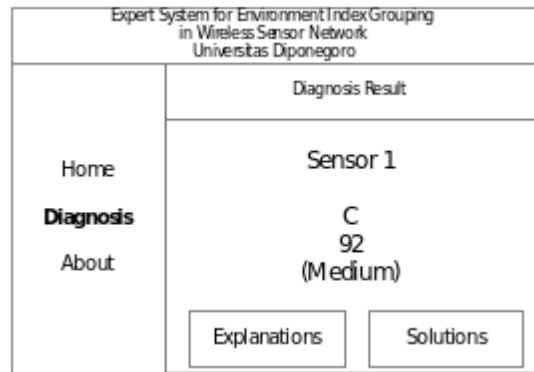 Expert System for Environment Index Grouping
in Wireless Sensor Network
Universitas Diponegoro
Diagnosis Result
Home
Diagnosis
About
Sensor 1
C
92
(Medium)
Explanations
Solutions